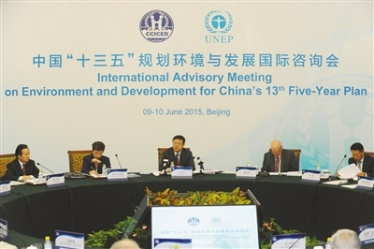 CCICED
UNEP
中国“十三五”规划环境与发展国际咨询会
International Advisory Meeting
on Environment and Development for China's 13th Five-Year Plan
09-10 June 2015, Beijing